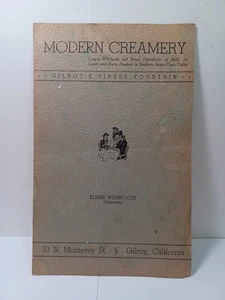 MODERN CREAMERY
Largest Wholesale and Retail Distributors of Milk, Ice
Cream and Dairy Products in Southern Santa Clara Valley
GILROY'S FINEST FOUNTAIN
ELMER WEYMOUTH
Proprietor
33 N. Monterey St. § Gilroy, California